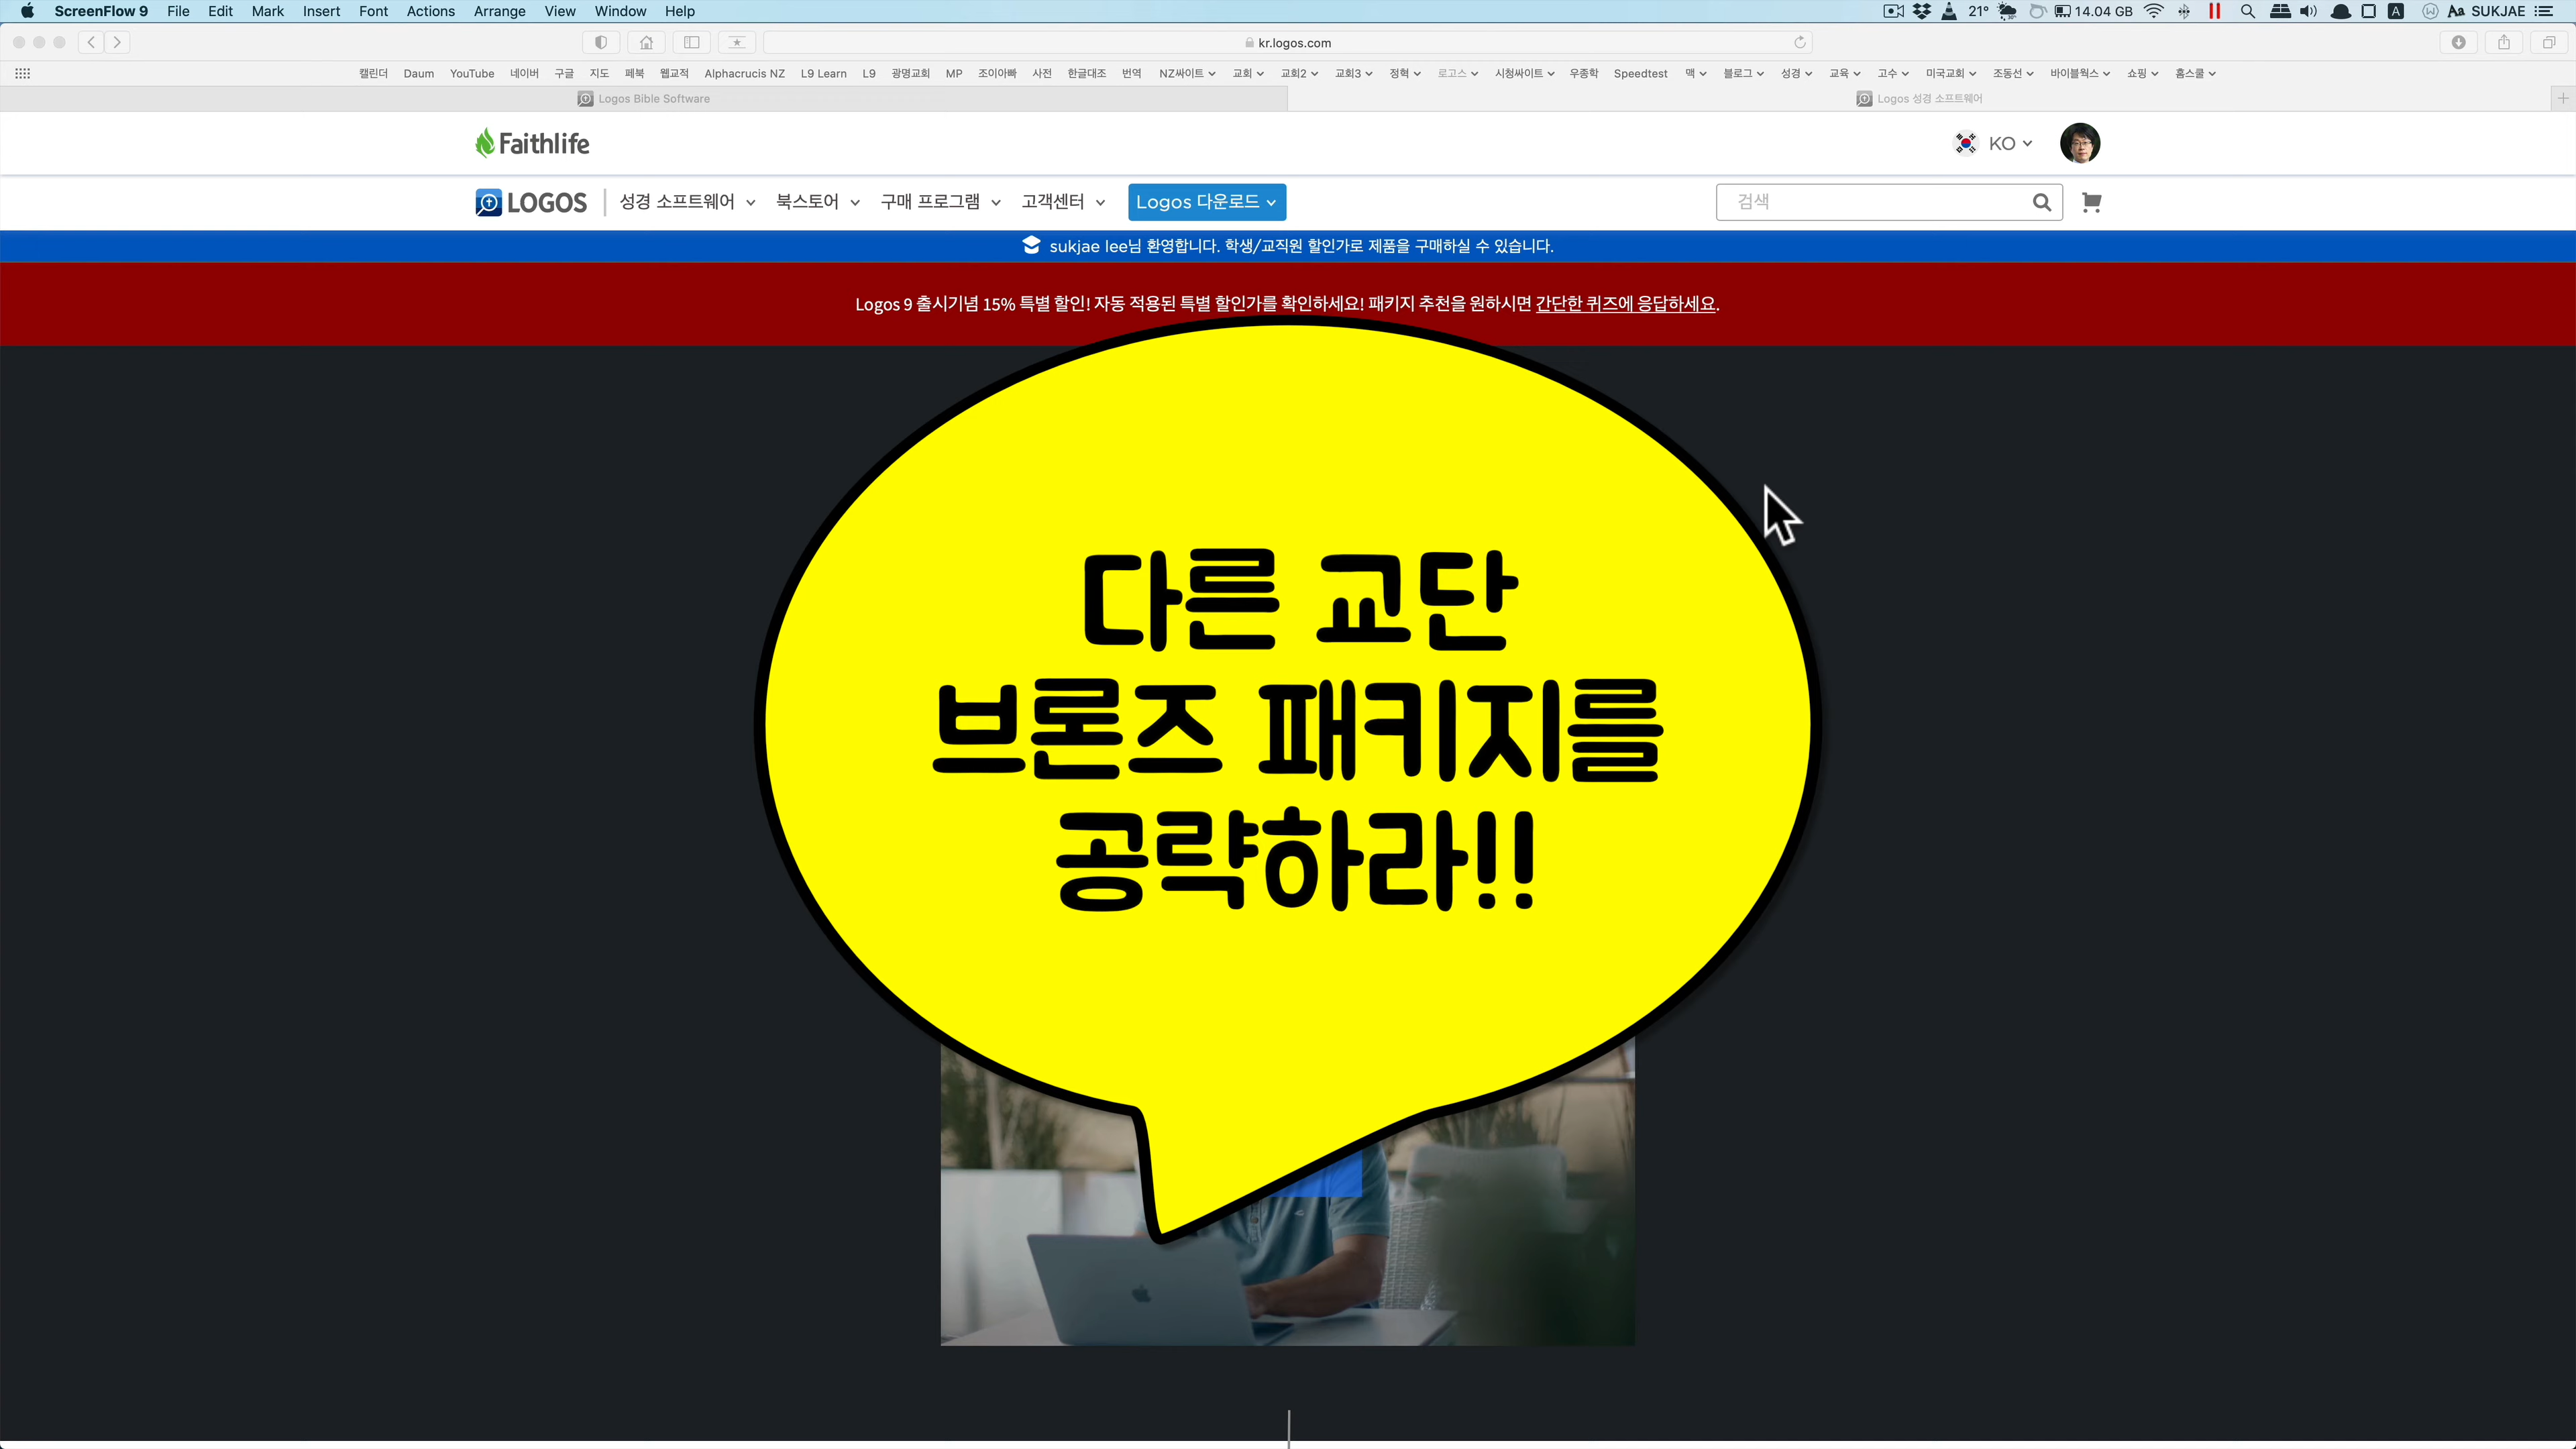 ScreenFlow 9 File Edit Mark Insert Font Actions Arrange View Window Help 21° 14.04 GB A W Aa SUKJAE
kr.logos.com
캘린더 Daum YouTube 네이버 구글 지도 페북 웹교적 Alphacrucis NZ L9 Learn L9 광명교회 MP 조이아빠 사전 한글대조 번역 NZ싸이트 교회 교회2 교회3 정혁 로고스 시청싸이트 우종학 Speedtest 맥 블로그 성경 교육 고수 미국교회 조동선 바이블웍스 쇼핑 홈스쿨
Logos Bible Software Logos 성경 소프트웨어
Faithlife KO
LOGOS 성경 소프트웨어 북스토어 구매 프로그램 고객센터 Logos 다운로드 검색
sukjae lee님 환영합니다. 학생/교직원 할인가로 제품을 구매하실 수 있습니다.
Logos 9 출시기념 15% 특별 할인! 자동 적용된 특별 할인가를 확인하세요! 패키지 추천을 원하시면 간단한 퀴즈에 응답하세요.
다른 교단
브론즈 패키지를
공략하라!!